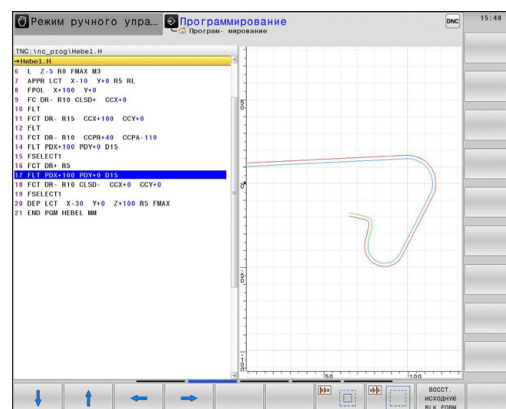 Режим ручного упра…
Программирование
Програм- мирование
DNC
15:48
TNC:\nc_prog\Hebel.H
→Hebel.H
6 L Z-5 R0 FMAX M3
7 APPR LCT X-10 Y+0 R5 RL
8 FPOL X+100 Y+0
9 FC DR- R10 CLSD+ CCX+0
10 FLT
11 FCT DR- R15 CCX+100 CCY+0
12 FLT
13 FCT DR- R10 CCPR+40 CCPA-110
14 FLT PDX+100 PDY+0 D15
15 FSELECT1
16 FCT DR+ R5
17 FLT PDX+100 PDY+0 D15
18 FCT DR- R10 CLSD- CCX+0 CCY+0
19 FSELECT1
20 DEP LCT X-30 Y+0 Z+100 R5 FMAX
21 END PGM HEBEL MM
50
100
ВОССТ.
ИСХОДНУЮ
BLK FORM